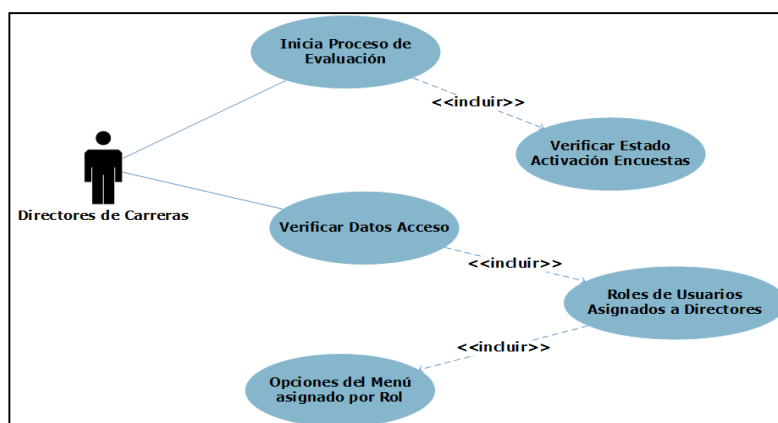 Inicia Proceso de
Evaluación
<<incluir>>
Verificar Estado
Activación Encuestas
Directores de Carreras
Verificar Datos Acceso
<<incluir>>
Roles de Usuarios
Asignados a Directores
<<incluir>>
Opciones del Menú
asignado por Rol